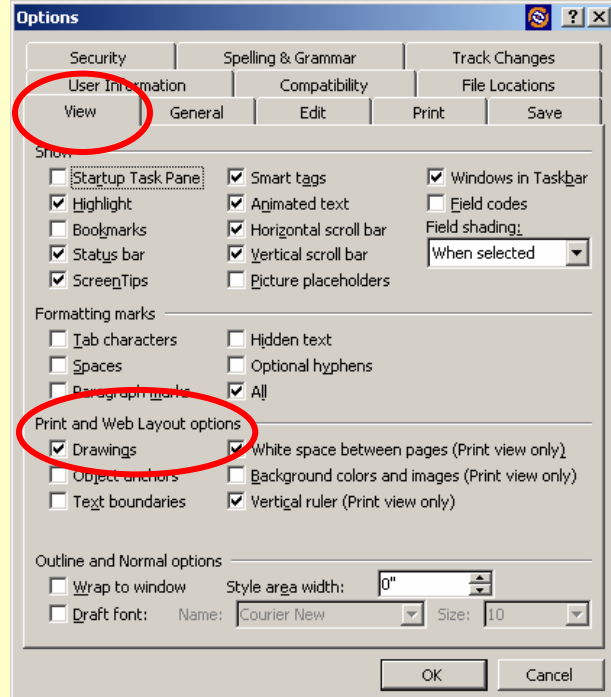 Options
Security Spelling & Grammar Track Changes
User Information Compatibility File Locations
View General Edit Print Save
Show
Startup Task Pane Smart tags Windows in Taskbar
Highlight Animated text Field codes
Bookmarks Horizontal scroll bar Field shading:
Status bar Vertical scroll bar When selected
ScreenTips Picture placeholders
Formatting marks
Tab characters Hidden text
Spaces Optional hyphens
Paragraph marks All
Print and Web Layout options
Drawings White space between pages (Print view only)
Object anchors Background colors and images (Print view only)
Text boundaries Vertical ruler (Print view only)
Outline and Normal options
Wrap to window Style area width: 0"
Draft font: Name: Courier New Size: 10
OK Cancel